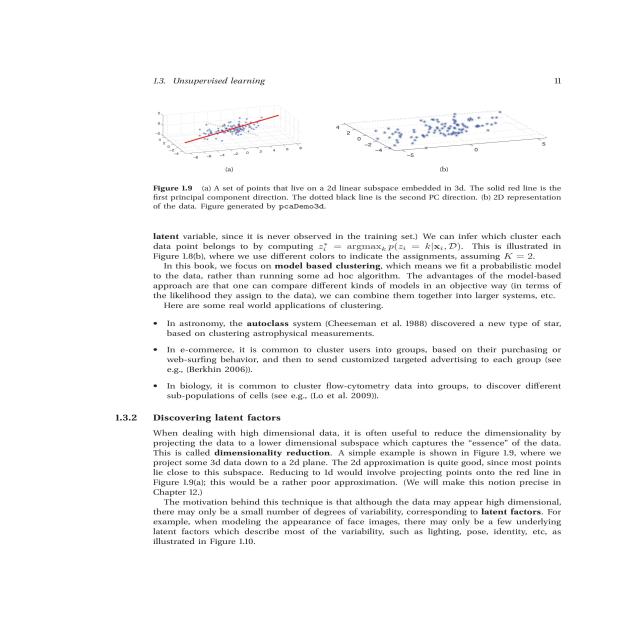 1.3. Unsupervised learning 11
(a)
(b)
Figure 1.9 (a) A set of points that live on a 2d linear subspace embedded in 3d. The solid red line is the
first principal component direction. The dotted black line is the second PC direction. (b) 2D representation
of the data. Figure generated by pcaDemo3d.
latent variable, since it is never observed in the training set.) We can infer which cluster each
data point belongs to by computing z_i^* = argmax_k p(z_i = k|x_i, D). This is illustrated in
Figure 1.8(b), where we use different colors to indicate the assignments, assuming K = 2.
In this book, we focus on model based clustering, which means we fit a probabilistic model
to the data, rather than running some ad hoc algorithm. The advantages of the model-based
approach are that one can compare different kinds of models in an objective way (in terms of
the likelihood they assign to the data), we can combine them together into larger systems, etc.
Here are some real world applications of clustering.
• In astronomy, the autoclass system (Cheeseman et al. 1988) discovered a new type of star,
based on clustering astrophysical measurements.
• In e-commerce, it is common to cluster users into groups, based on their purchasing or
web-surfing behavior, and then to send customized targeted advertising to each group (see
e.g., (Berkhin 2006)).
• In biology, it is common to cluster flow-cytometry data into groups, to discover different
sub-populations of cells (see e.g., (Lo et al. 2009)).
1.3.2 Discovering latent factors
When dealing with high dimensional data, it is often useful to reduce the dimensionality by
projecting the data to a lower dimensional subspace which captures the “essence” of the data.
This is called dimensionality reduction. A simple example is shown in Figure 1.9, where we
project some 3d data down to a 2d plane. The 2d approximation is quite good, since most points
lie close to this subspace. Reducing to 1d would involve projecting points onto the red line in
Figure 1.9(a); this would be a rather poor approximation. (We will make this notion precise in
Chapter 12.)
The motivation behind this technique is that although the data may appear high dimensional,
there may only be a small number of degrees of variability, corresponding to latent factors. For
example, when modeling the appearance of face images, there may only be a few underlying
latent factors which describe most of the variability, such as lighting, pose, identity, etc, as
illustrated in Figure 1.10.